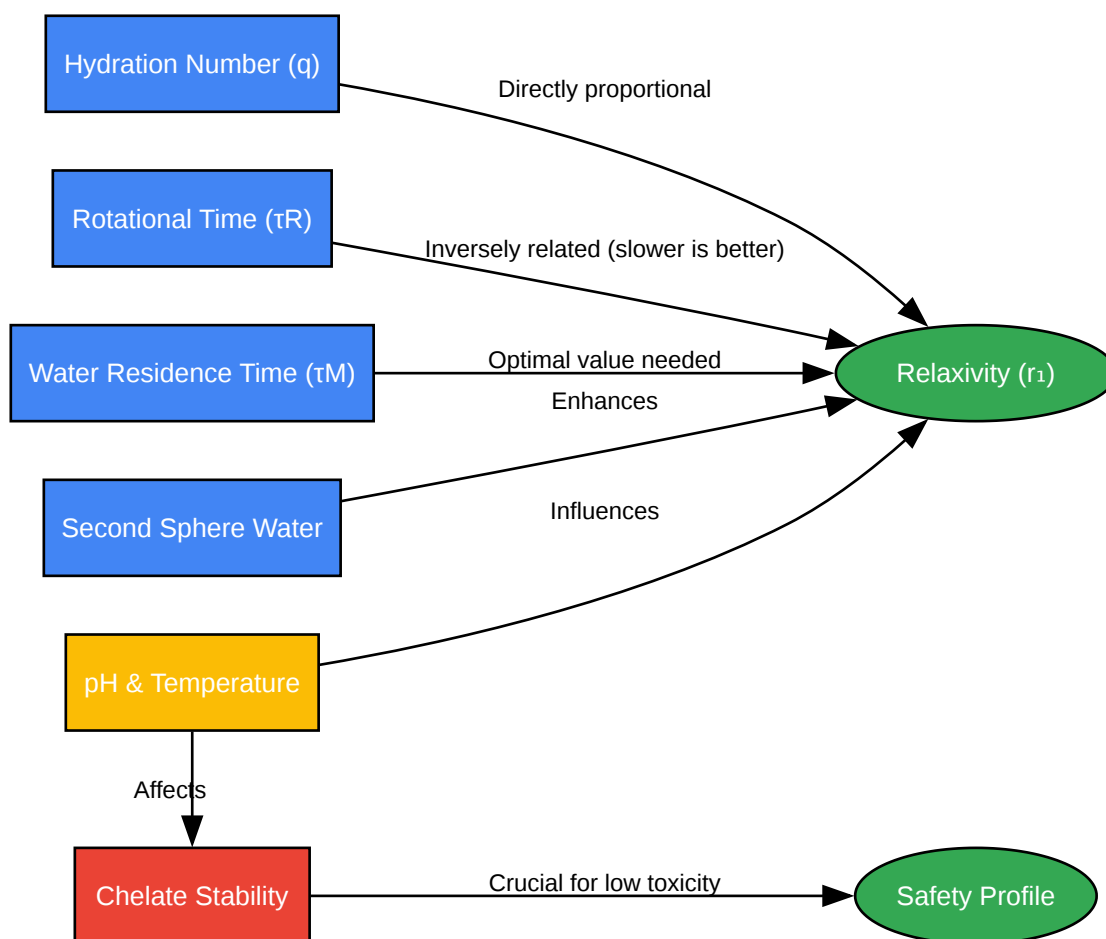 Hydration Number (q)
Directly proportional
Rotational Time (τR)
Inversely related (slower is better)
Water Residence Time (τM)
Optimal value needed
Relaxivity (r₁)
Enhances
Second Sphere Water
Influences
pH & Temperature
Affects
Chelate Stability
Crucial for low toxicity
Safety Profile